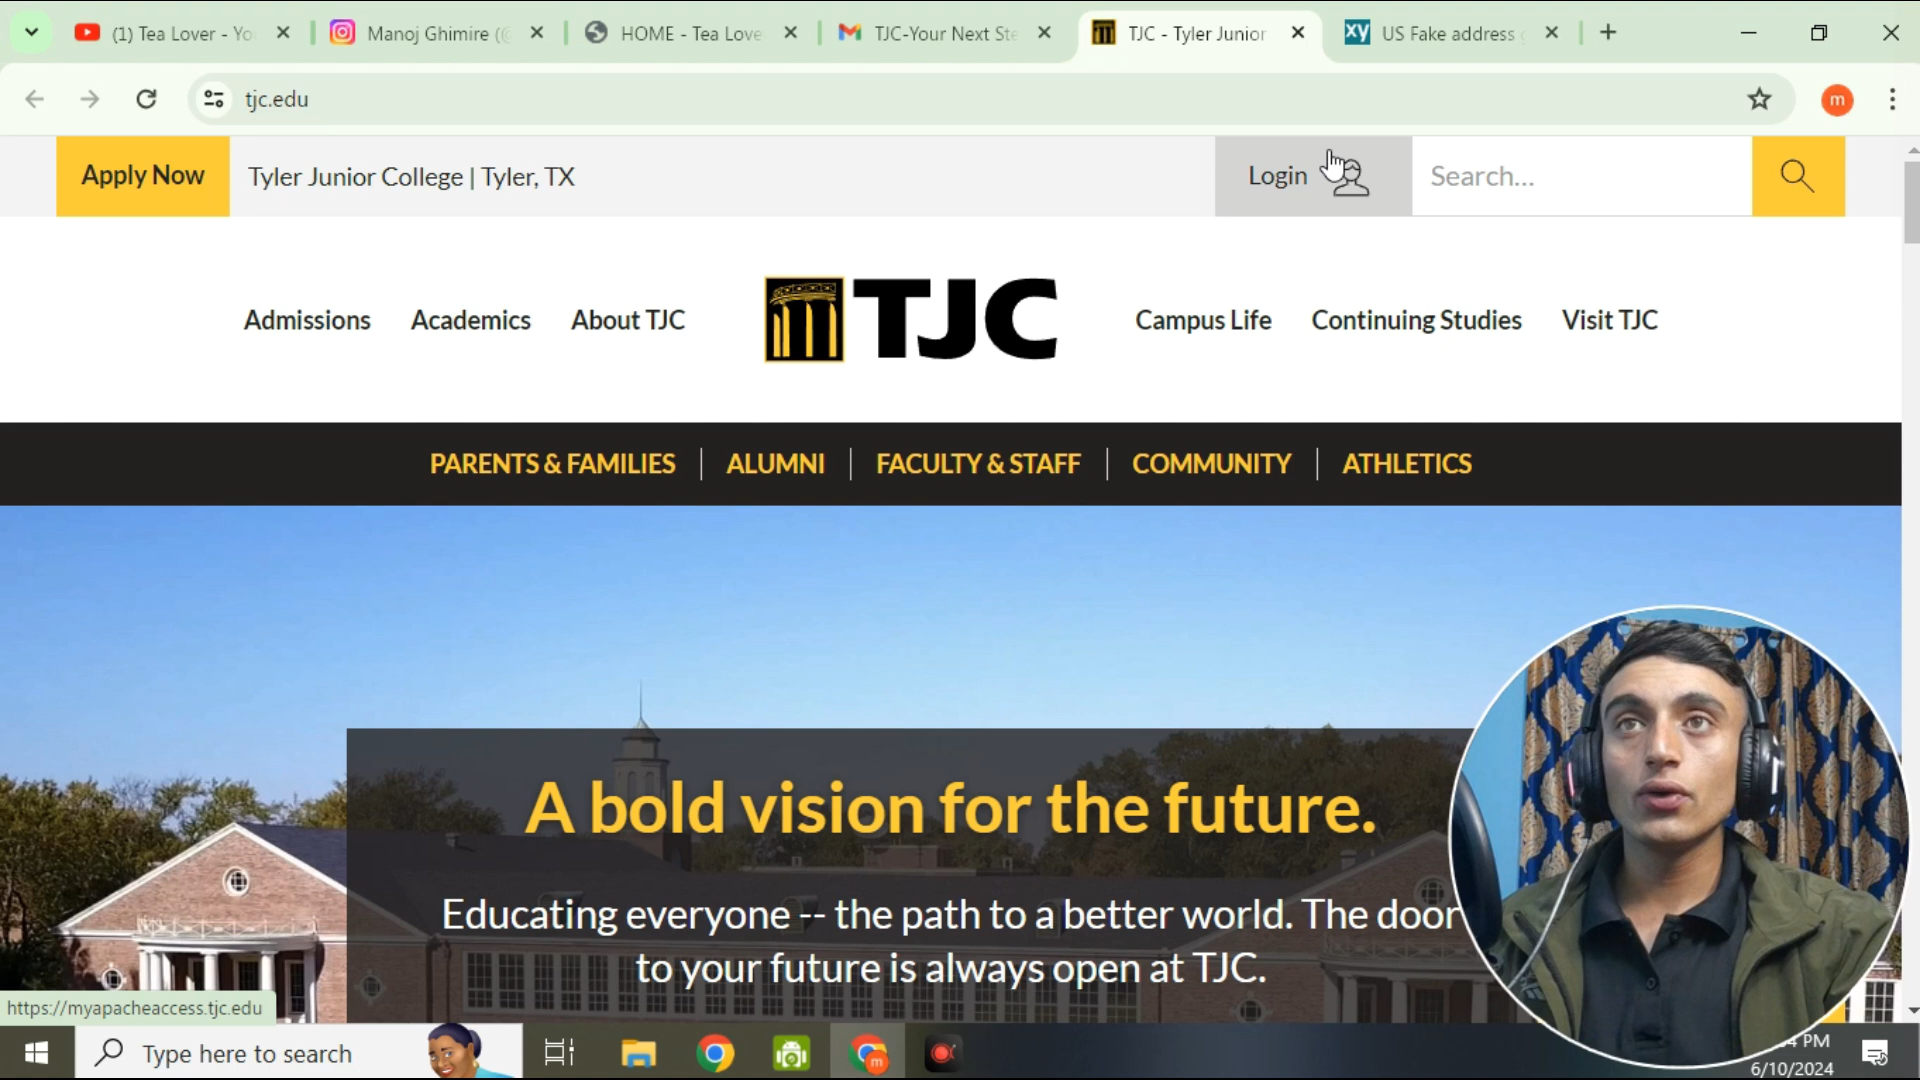 (1) Tea Lover - Yo
Manoj Ghimire (@
HOME - Tea Love
TJC-Your Next Ste
TJC - Tyler Junior
XY
US Fake address
tjc.edu
m
Apply Now
Tyler Junior College | Tyler, TX
Login
Search...
Admissions
Academics
About TJC
TJC
Campus Life
Continuing Studies
Visit TJC
PARENTS & FAMILIES
ALUMNI
FACULTY & STAFF
COMMUNITY
ATHLETICS
A bold vision for the future.
Educating everyone -- the path to a better world. The door
to your future is always open at TJC.
https://myapacheaccess.tjc.edu
Type here to search
m
4 PM
6/10/2024